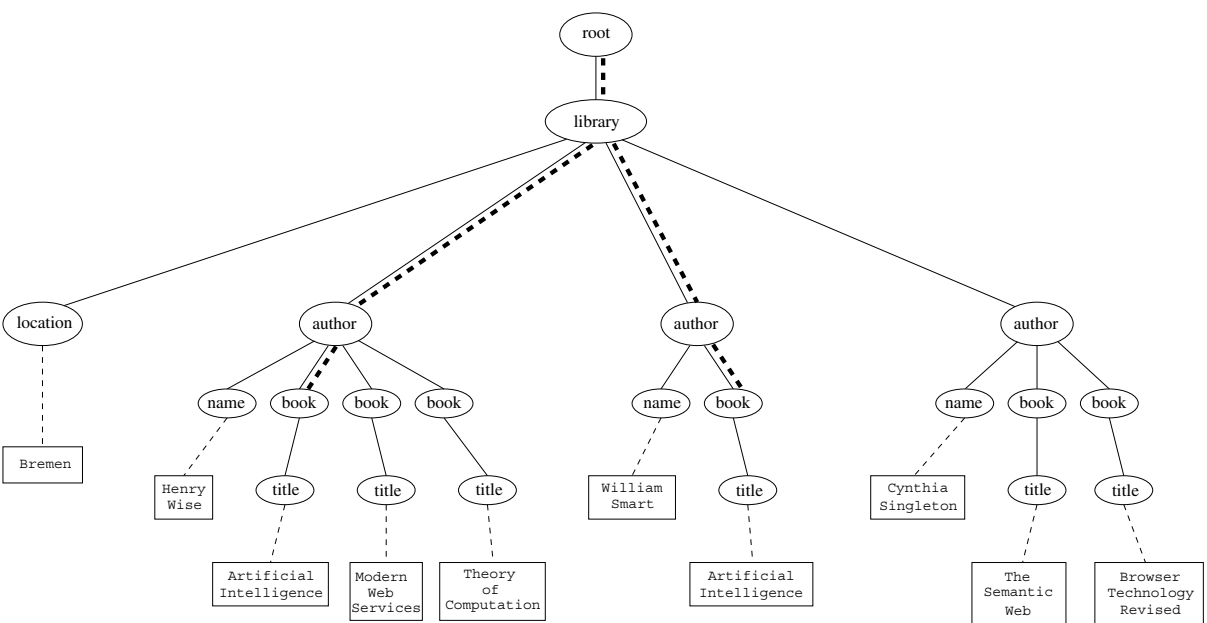 root
library
location
author
author
author
name
book
book
book
name
book
name
book
book
Bremen
Henry
Wise
title
title
title
William
Smart
title
Cynthia
Singleton
title
title
Artificial
Intelligence
Modern
Web
Services
Theory
of
Computation
Artificial
Intelligence
The
Semantic
Web
Browser
Technology
Revised